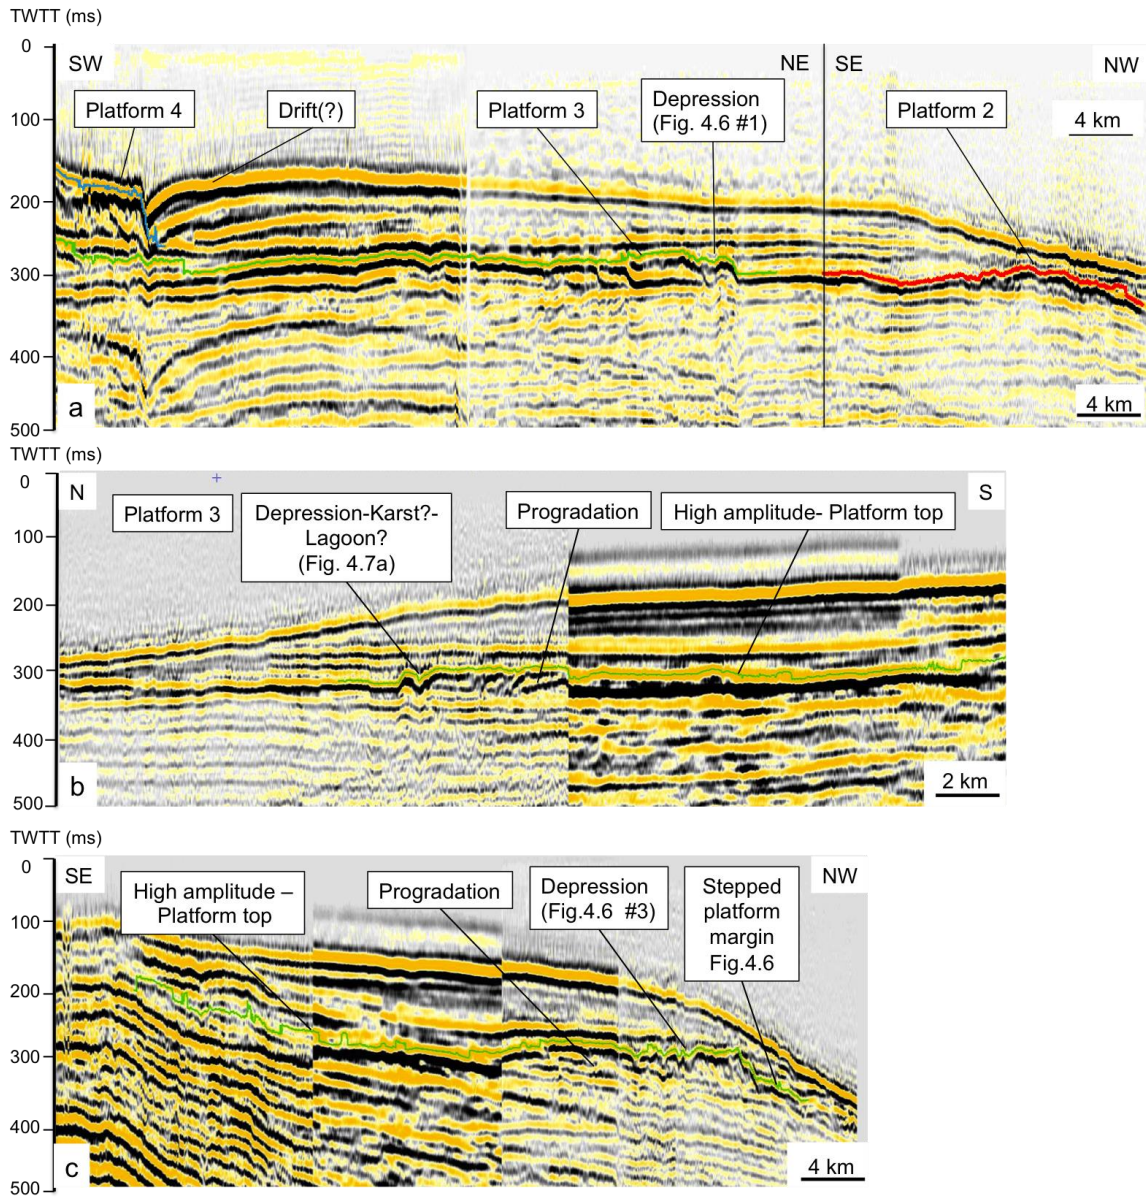 TWTT (ms)
0
SW
NE
SE
NW
Platform 4
Drift(?)
Platform 3
Depression
(Fig. 4.6 #1)
Platform 2
4 km
100
200
300
400
500
a
4 km
TWTT (ms)
0
N
S
Platform 3
Depression-Karst?-
Lagoon?
(Fig. 4.7a)
Progradation
High amplitude- Platform top
100
200
300
400
500
b
2 km
TWTT (ms)
0
SE
NW
High amplitude –
Platform top
Progradation
Depression
(Fig.4.6 #3)
Stepped
platform
margin
Fig.4.6
100
200
300
400
500
c
4 km